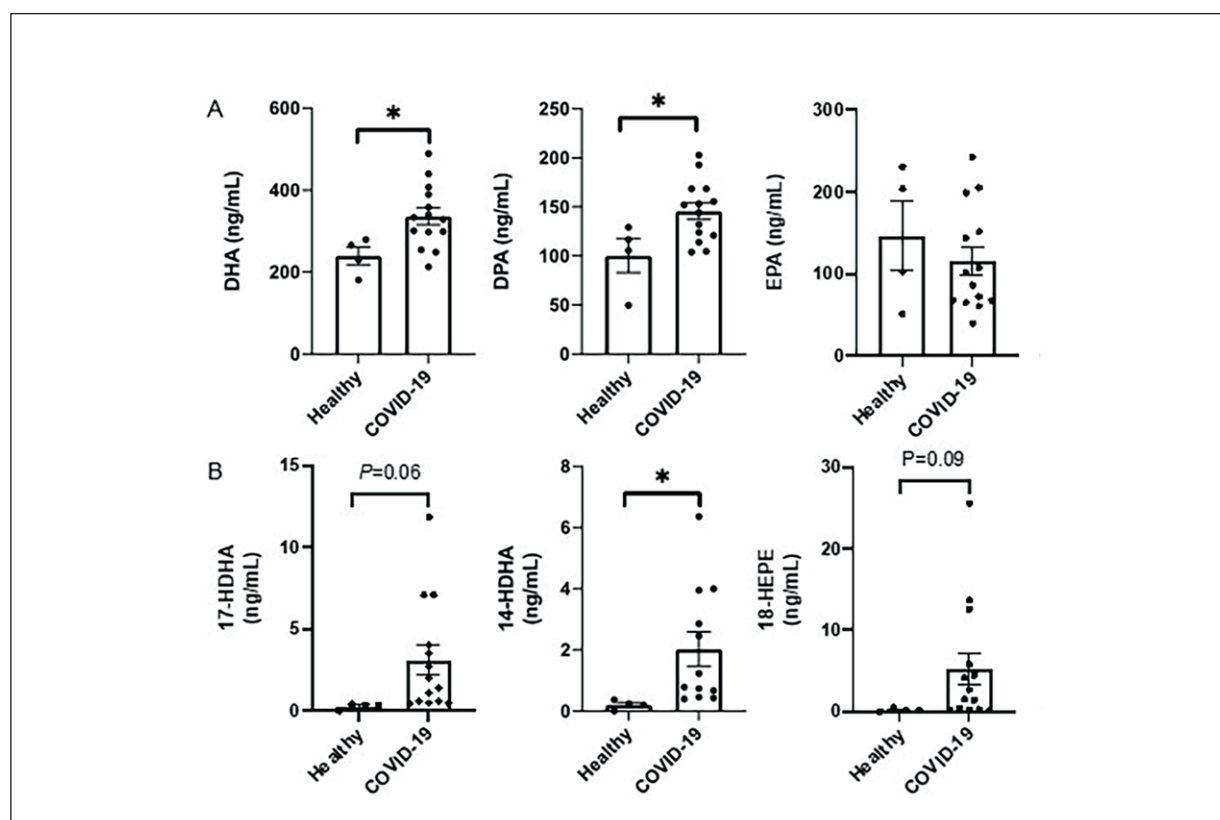 A
DHA (ng/mL)
600
400
200
0
*
Healthy
COVID-19
DPA (ng/mL)
250
200
150
100
50
0
*
Healthy
COVID-19
EPA (ng/mL)
300
200
100
0
Healthy
COVID-19
B
17-HDHA
(ng/mL)
15
10
5
0
P=0.06
Healthy
COVID-19
14-HDHA
(ng/mL)
8
6
4
2
0
*
Healthy
COVID-19
18-HEPE
(ng/mL)
30
20
10
0
P=0.09
Healthy
COVID-19